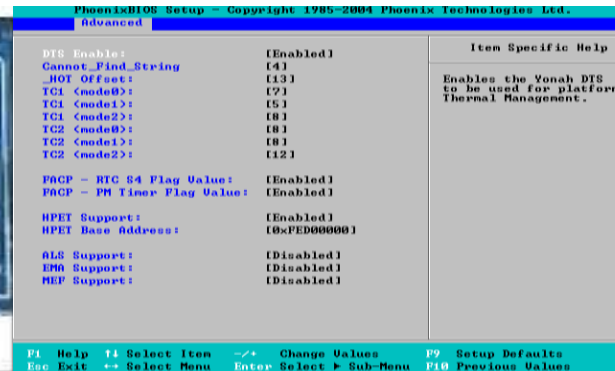 PhoenixBIOS Setup - Copyright 1985-2004 Phoenix Technologies Ltd.
Advanced
Item Specific Help
DTS Enable: [Enabled]
Cannot_Find_String [4]
_HOT Offset: [13]
TC1 (mode0): [7]
TC1 (mode1): [5]
TC1 (mode2): [8]
TC2 (mode0): [8]
TC2 (mode1): [8]
TC2 (mode2): [12]
Enables the Yonah DTS
to be used for platform
Thermal Management.
FACP - RTC S4 Flag Value: [Enabled]
FACP - PM Timer Flag Value: [Enabled]
HPET Support: [Enabled]
HPET Base Address: [0xFED00000]
ALS Support: [Disabled]
EMA Support: [Disabled]
MEF Support: [Disabled]
F1 Help ↑↓ Select Item -/+ Change Values F9 Setup Defaults
Esc Exit ↔ Select Menu Enter Select ▶ Sub-Menu F10 Previous Values